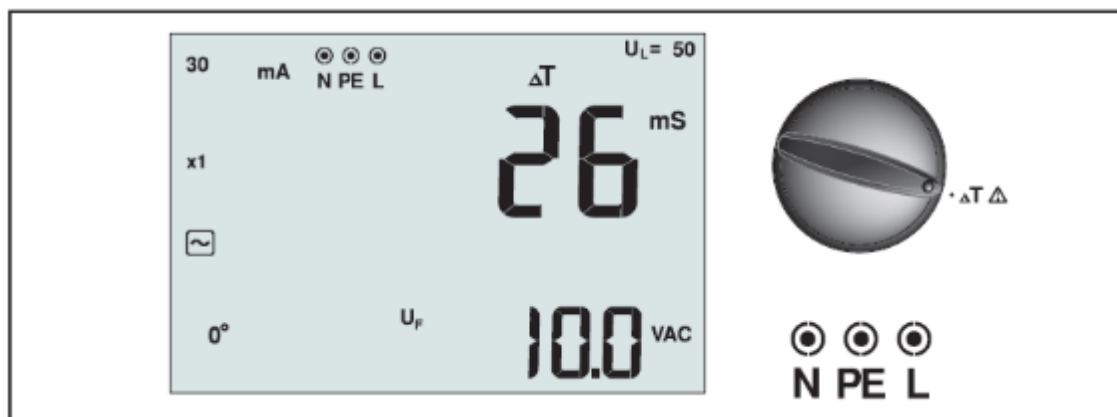 30 mA N PE L U_L= 50
ΔT
26 mS
x1
~
0° U_F 10.0 VAC
ΔT ⚠
N PE L